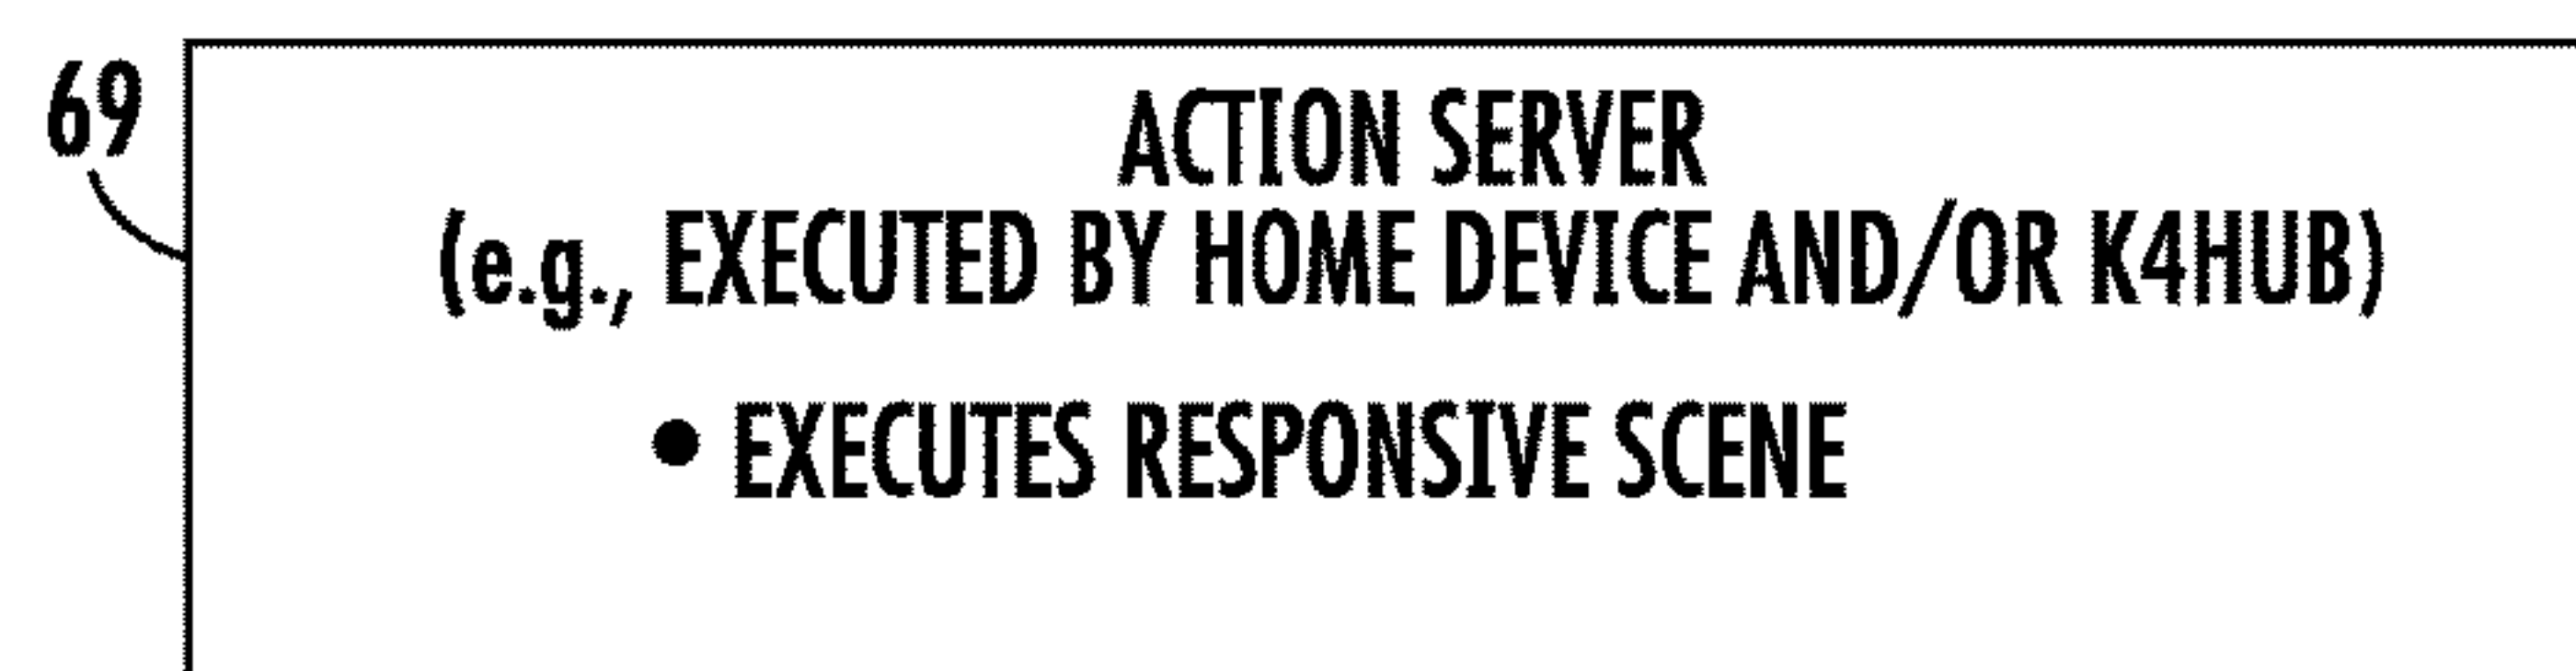 69
ACTION SERVER
(e.g., EXECUTED BY HOME DEVICE AND/OR K4HUB)
• EXECUTES RESPONSIVE SCENE